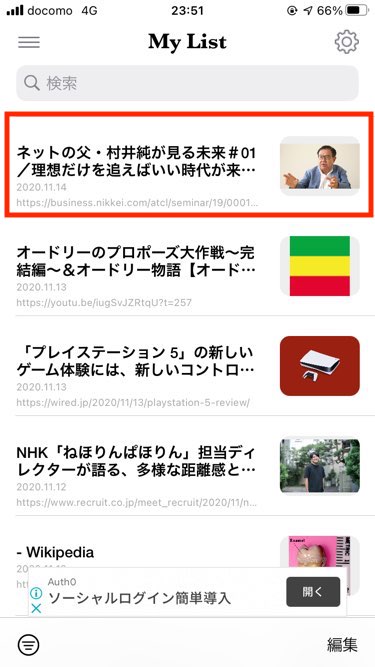 docomo 4G 23:51 66%
My List
検索
ネットの父・村井純が見る未来＃01
／理想だけを追えばいい時代が来…
2020.11.14
https://business.nikkei.com/atcl/seminar/19/0001...
オードリーのプロポーズ大作戦〜完
結編〜＆オードリー物語【オード…
2020.11.13
https://youtu.be/iugSvJZRtqU?t=257
「プレイステーション 5」の新しい
ゲーム体験には、新しいコントロ…
2020.11.13
https://wired.jp/2020/11/13/playstation-5-review/
NHK「ねほりんぱほりん」担当ディ
レクターが語る、多様な距離感と…
2020.11.12
https://www.recruit.co.jp/meet_recruit/2020/11/n...
- Wikipedia
Auth0
ソーシャルログイン簡単導入
開く
編集